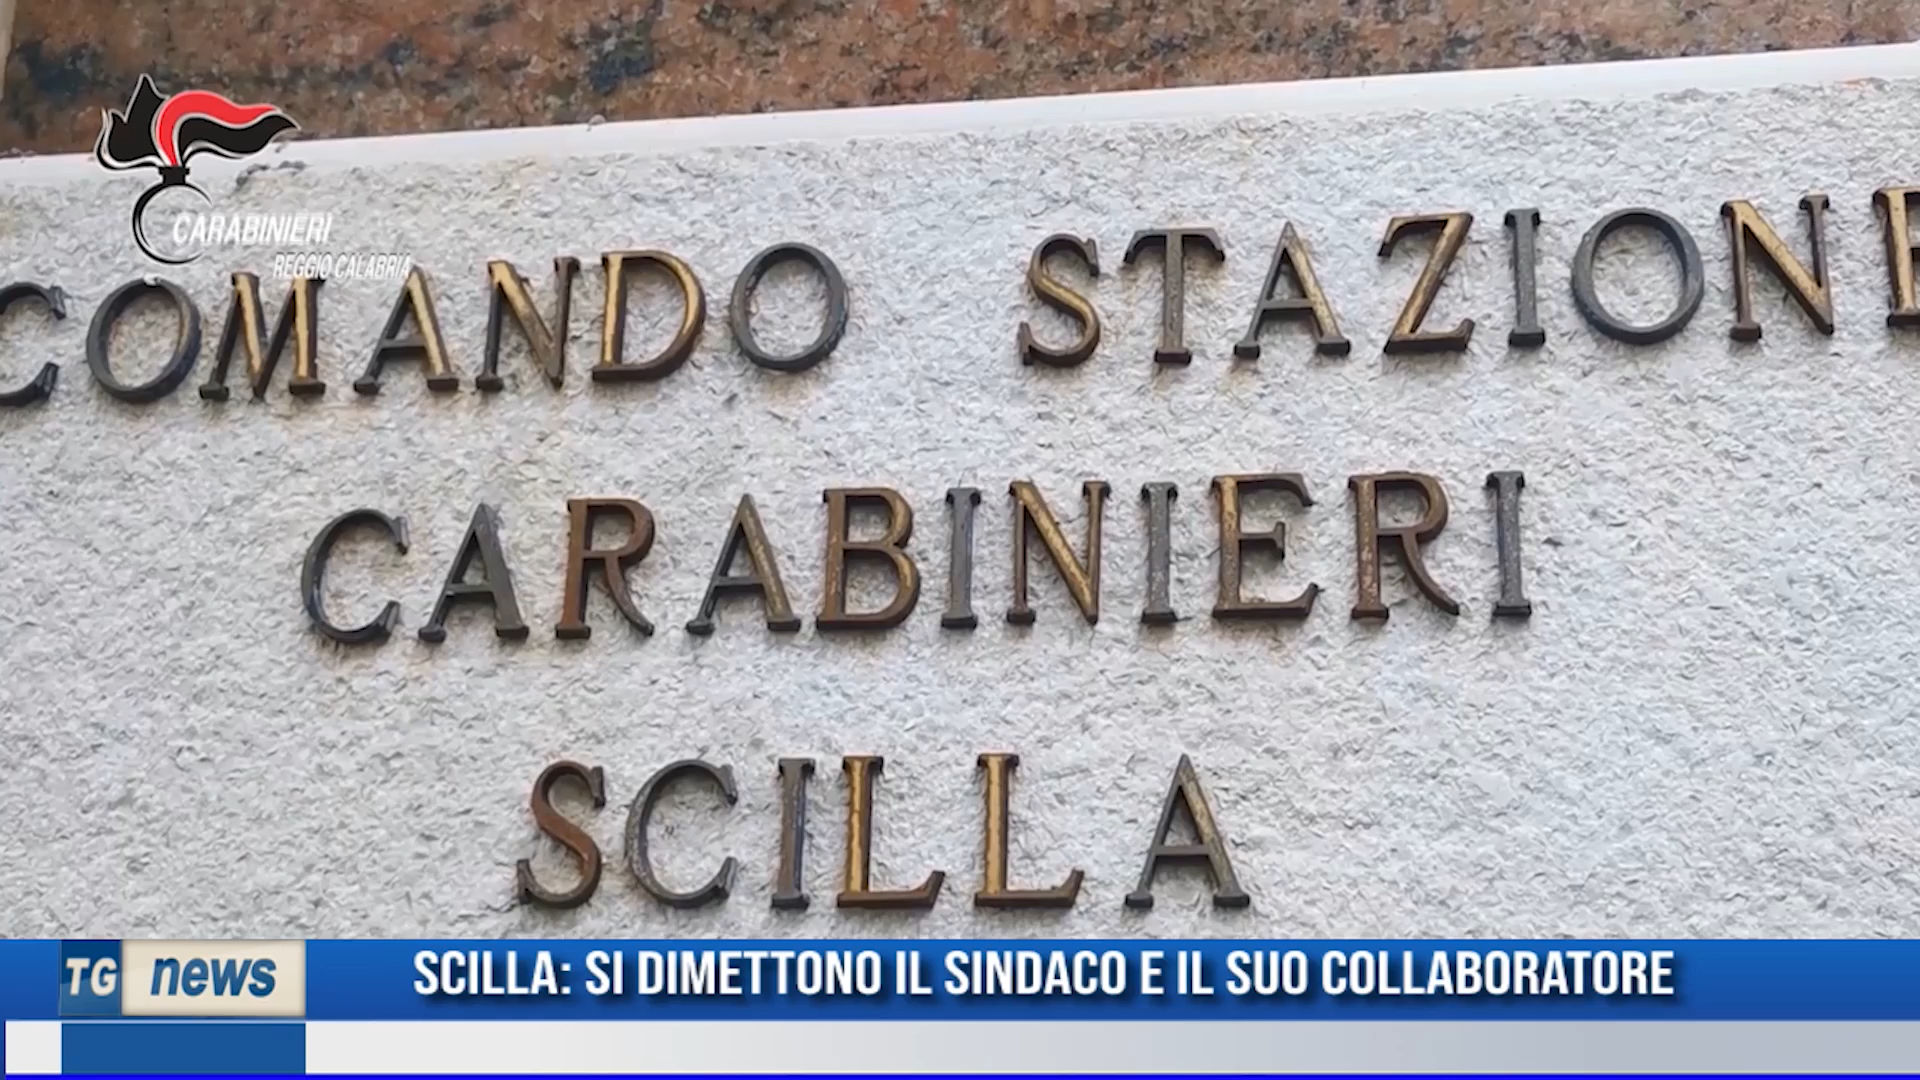 CARABINIERI
REGGIO CALABRIA
COMANDO STAZIONE
CARABINIERI
SCILLA
TG news
SCILLA: SI DIMETTONO IL SINDACO E IL SUO COLLABORATORE